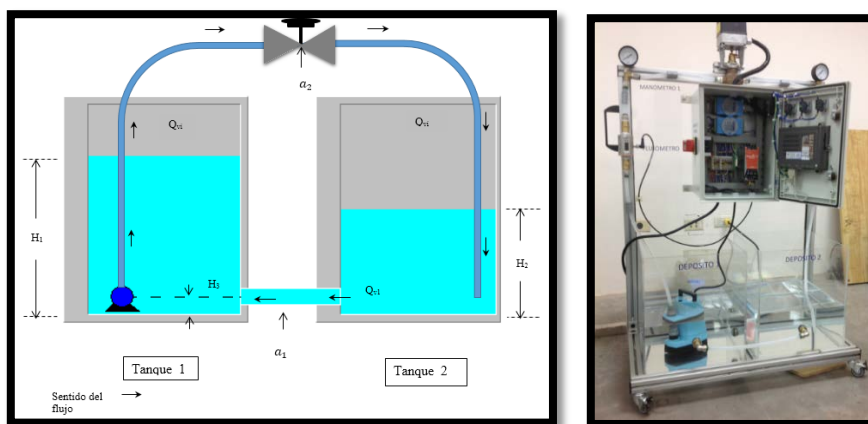 Qvi
Qvi
a2
H1
H2
H3
Qv1
a1
Tanque 1
Tanque 2
Sentido del
flujo
MANOMETRO 1
DEPOSITO
DEPOSITO 2